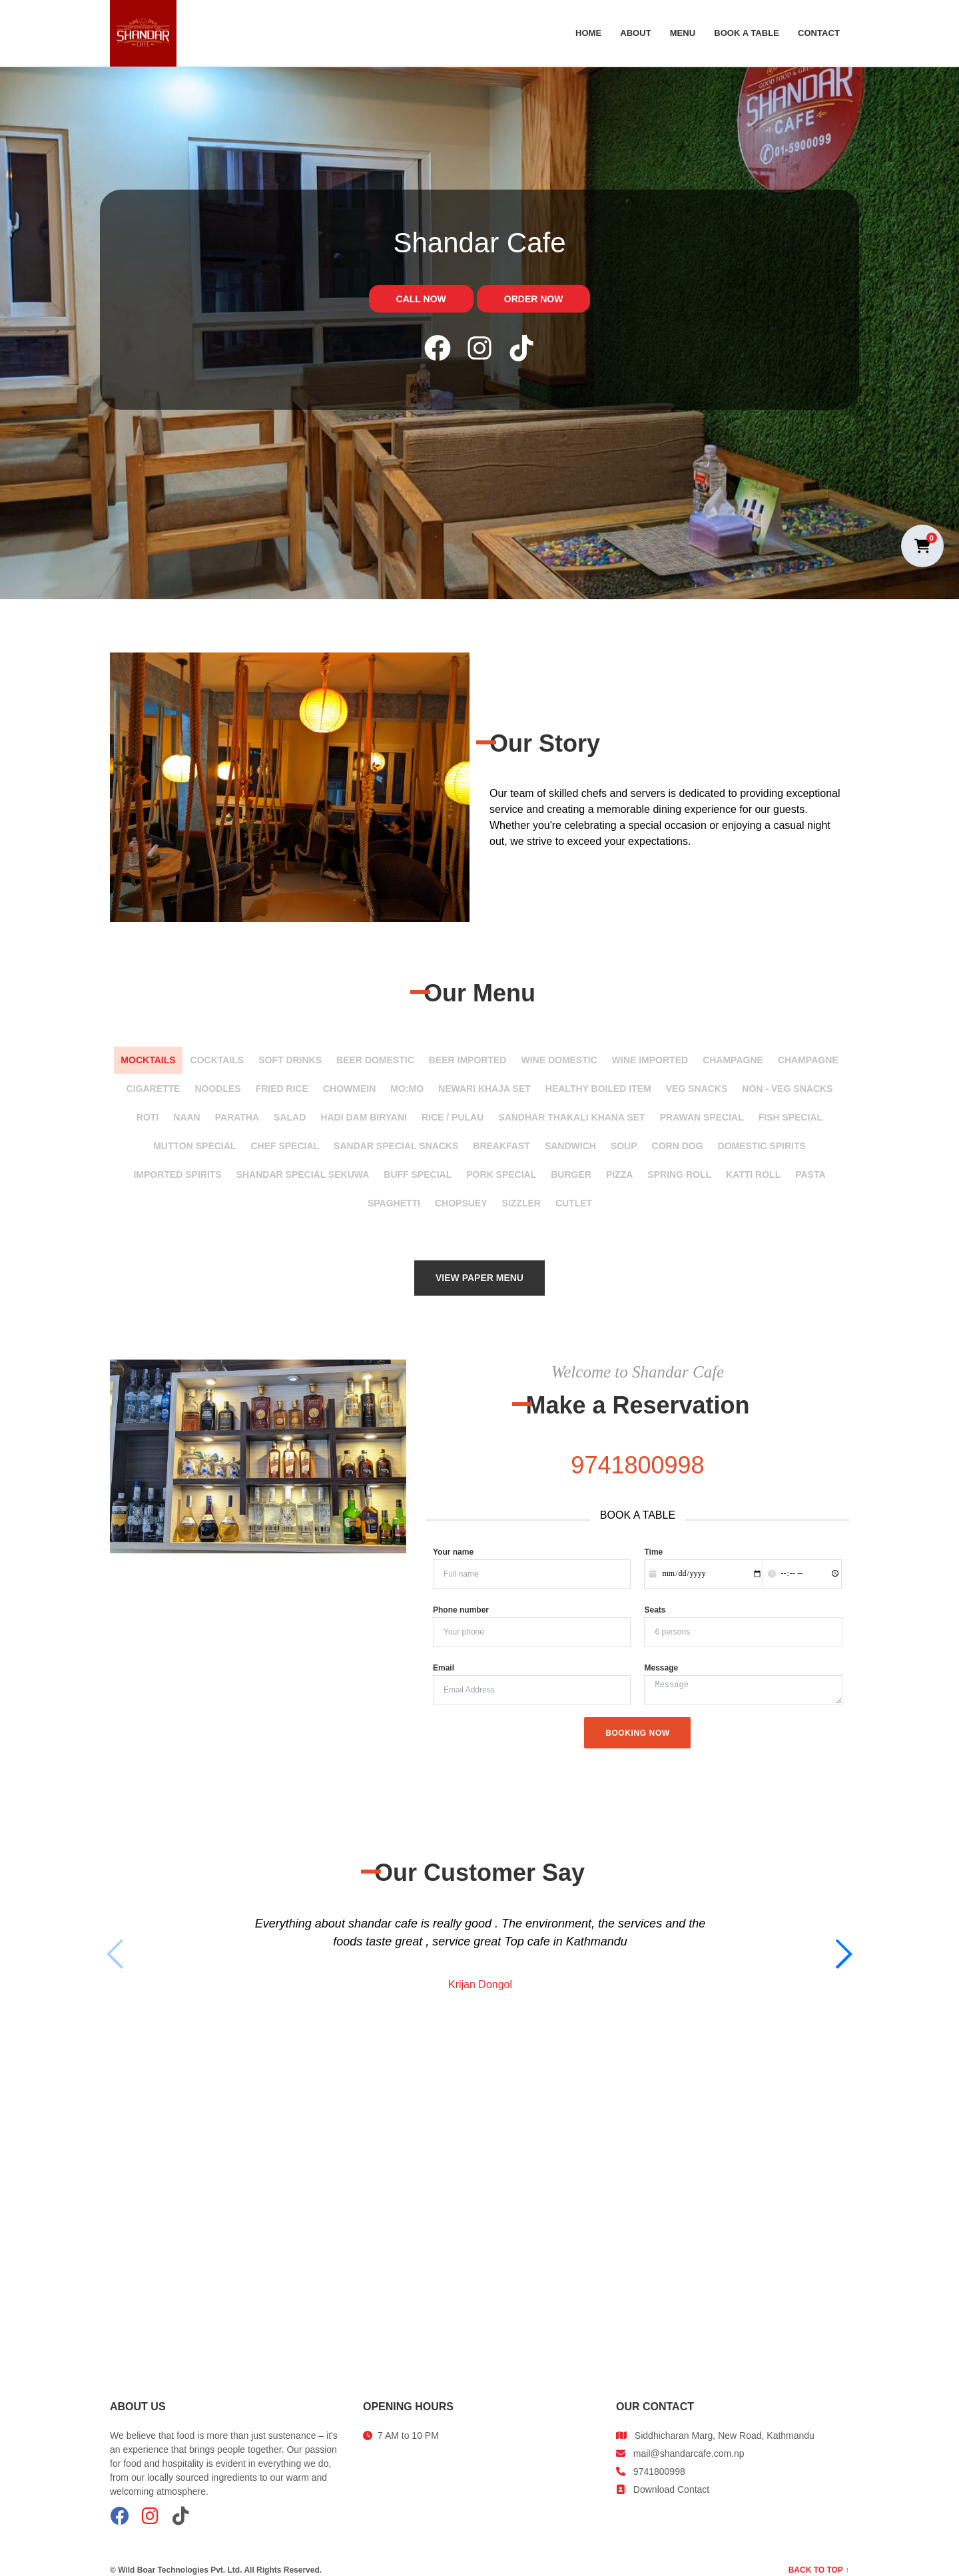 SHANDAR
CAFE
HOME ABOUT MENU BOOK A TABLE CONTACT
GOOD FOOD & GR
SHANDAR
CAFE
01-5900099
Shandar Cafe
CALL NOW ORDER NOW
0
Our Story
Our team of skilled chefs and servers is dedicated to providing exceptional
service and creating a memorable dining experience for our guests.
Whether you're celebrating a special occasion or enjoying a casual night
out, we strive to exceed your expectations.
Our Menu
MOCKTAILS COCKTAILS SOFT DRINKS BEER DOMESTIC BEER IMPORTED WINE DOMESTIC WINE IMPORTED CHAMPAGNE CHAMPAGNE
CIGARETTE NOODLES FRIED RICE CHOWMEIN MO:MO NEWARI KHAJA SET HEALTHY BOILED ITEM VEG SNACKS NON - VEG SNACKS
ROTI NAAN PARATHA SALAD HADI DAM BIRYANI RICE / PULAU SANDHAR THAKALI KHANA SET PRAWAN SPECIAL FISH SPECIAL
MUTTON SPECIAL CHEF SPECIAL SANDAR SPECIAL SNACKS BREAKFAST SANDWICH SOUP CORN DOG DOMESTIC SPIRITS
IMPORTED SPIRITS SHANDAR SPECIAL SEKUWA BUFF SPECIAL PORK SPECIAL BURGER PIZZA SPRING ROLL KATTI ROLL PASTA
SPAGHETTI CHOPSUEY SIZZLER CUTLET
VIEW PAPER MENU
Welcome to Shandar Cafe
Make a Reservation
9741800998
BOOK A TABLE
Your name Time
Full name mm/dd/yyyy --:-- --
Phone number Seats
Your phone 6 persons
Email Message
Email Address Message
BOOKING NOW
Our Customer Say
Everything about shandar cafe is really good . The environment, the services and the
foods taste great , service great Top cafe in Kathmandu
Krijan Dongol
ABOUT US
We believe that food is more than just sustenance – it's
an experience that brings people together. Our passion
for food and hospitality is evident in everything we do,
from our locally sourced ingredients to our warm and
welcoming atmosphere.
OPENING HOURS
7 AM to 10 PM
OUR CONTACT
Siddhicharan Marg, New Road, Kathmandu
mail@shandarcafe.com.np
9741800998
Download Contact
© Wild Boar Technologies Pvt. Ltd. All Rights Reserved.
BACK TO TOP ↑